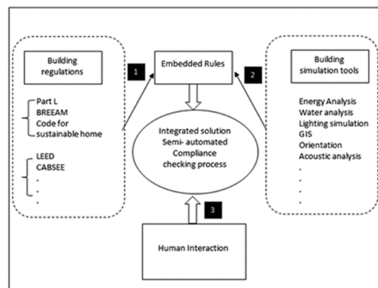 Building
regulations
Part L
BREEAM
Code for
sustainable home
LEED
CABSEE
1
Embedded Rules
2
Integrated solution
Semi- automated
Compliance
checking process
3
Human Interaction
Building
simulation tools
Energy Analysis
Water analysis
Lighting simulation
GIS
Orientation
Acoustic analysis